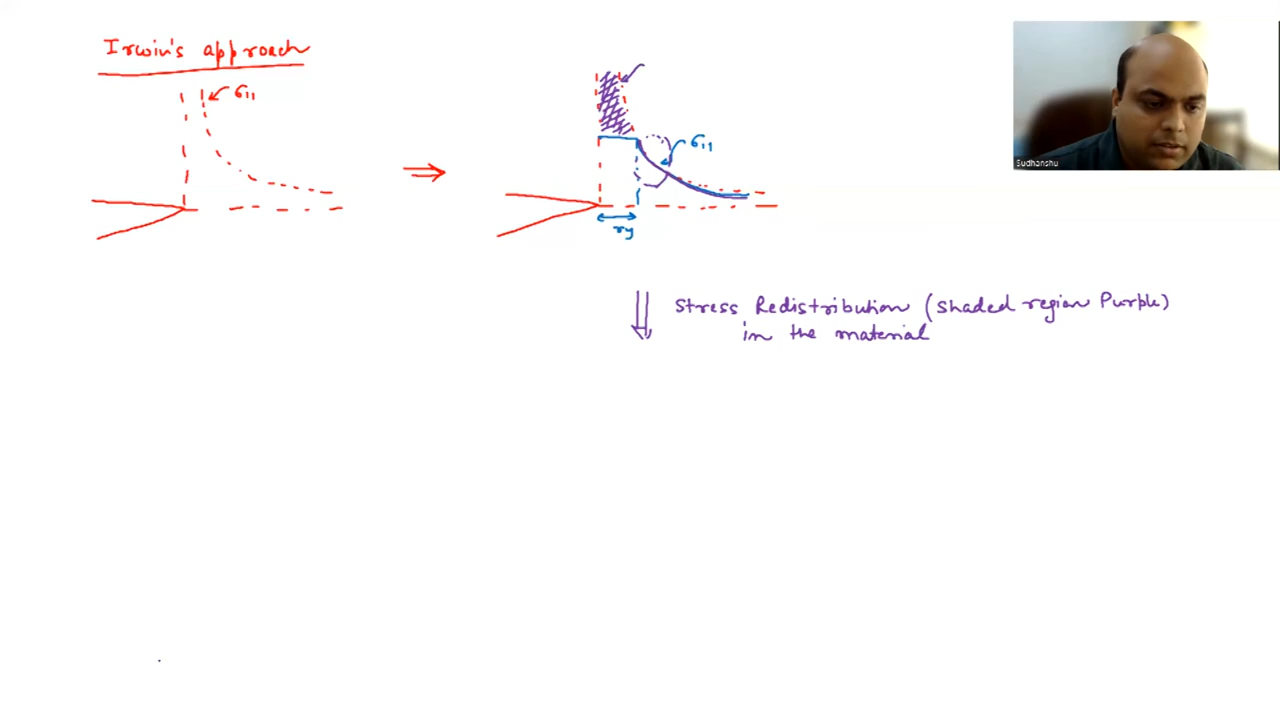 Irwin's approach
σ11
σ11
ry
Stress Redistribution (shaded region Purple)
in the material
Sudhanshu